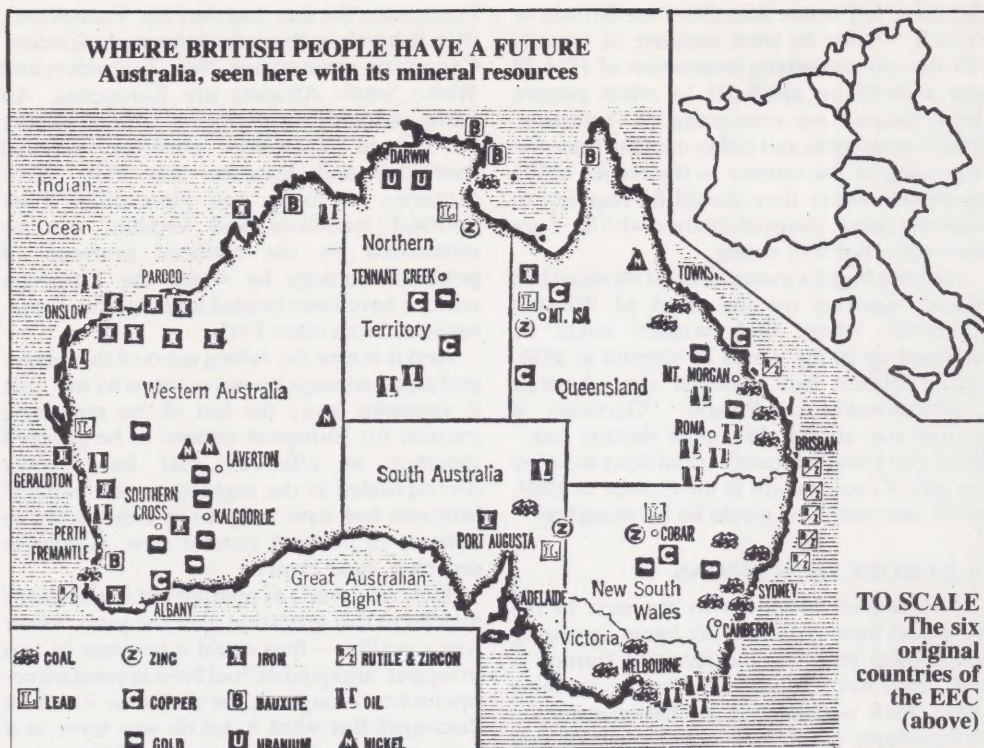 WHERE BRITISH PEOPLE HAVE A FUTURE
Australia, seen here with its mineral resources
Indian
Ocean
DARWIN
B
B
B
B
U U
L
Z
Northern
TENNANT CREEK
C
Territory
C
PARDOO
ONSLOW
I
L
Z
MT. ISA
C
C
Queensland
TOWNS
C
MT. MORGAN
R/Z
ROMA
BRISBAN
R/Z
R/Z
R/Z
R/Z
R/Z
Western Australia
L
LAVERTON
GERALDTON
SOUTHERN
CROSS
KALGOORLIE
PERTH
FREMANTLE
B
R/Z
C
ALBANY
South Australia
PORT AUGUSTA
L
Z
Great Australian
Bight
ADELAIDE
L
Z
COBAR
C
New South
Wales
SYDNEY
CANBERRA
Victoria
MELBOURNE
TO SCALE
The six
original
countries of
the EEC
(above)
COAL
Z ZINC
I IRON
R/Z RUTILE & ZIRCON
L LEAD
C COPPER
B BAUXITE
OIL
GOLD
U URANIUM
NICKEL